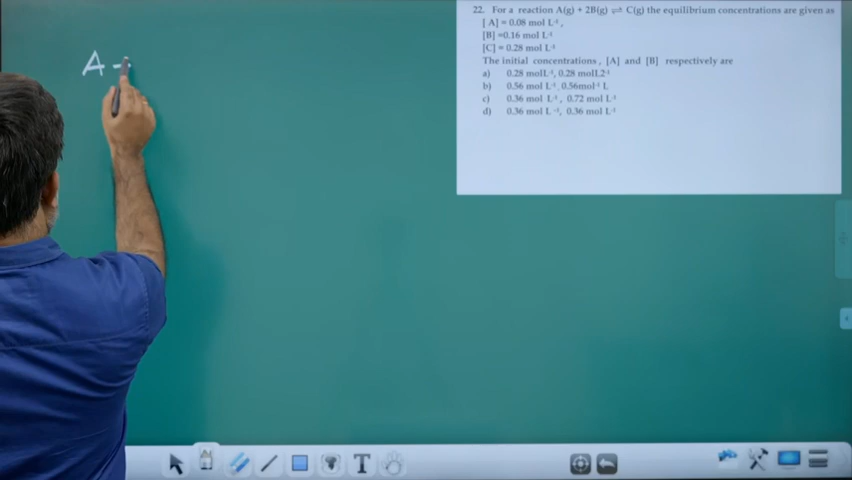 22. For a reaction A(g) + 2B(g) ⇌ C(g) the equilibrium concentrations are given as
[ A] = 0.08 mol L⁻¹ ,
[B] =0.16 mol L⁻¹
[C] = 0.28 mol L⁻¹
The initial concentrations , [A] and [B] respectively are
a) 0.28 molL⁻¹, 0.28 molL2⁻¹
b) 0.56 mol L⁻¹, 0.56mol⁻¹ L
c) 0.36 mol L⁻¹ , 0.72 mol L⁻¹
d) 0.36 mol L ⁻¹, 0.36 mol L⁻²
A +
T